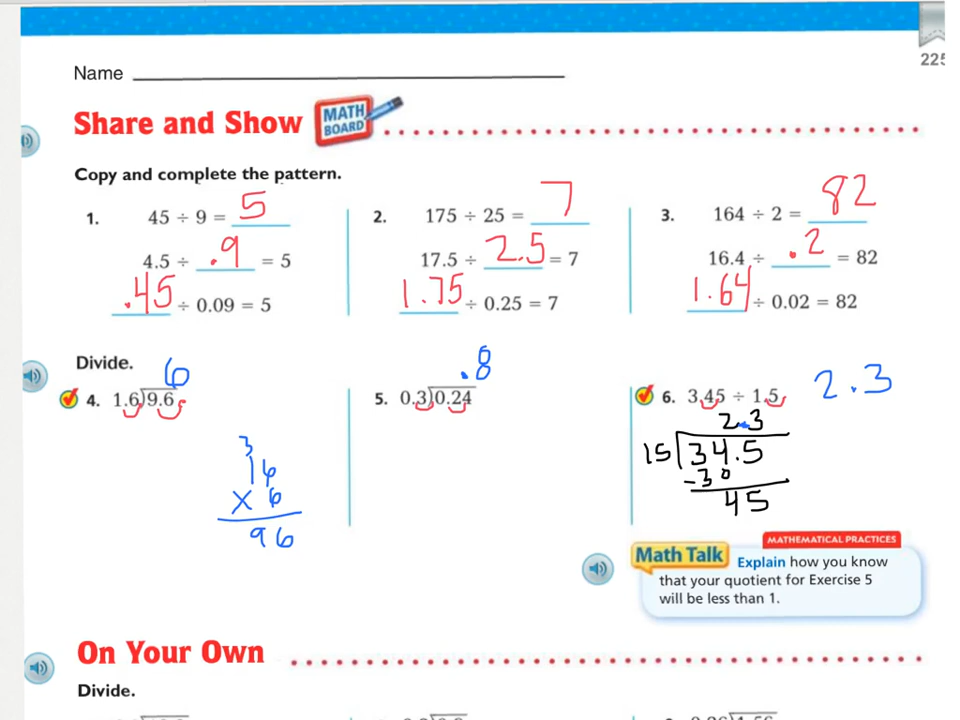 225
Name
Share and Show MATH BOARD
Copy and complete the pattern.
1. 45 ÷ 9 = 5
4.5 ÷ .9 = 5
.45 ÷ 0.09 = 5
2. 175 ÷ 25 = 7
17.5 ÷ 2.5 = 7
1.75 ÷ 0.25 = 7
3. 164 ÷ 2 = 82
16.4 ÷ .2 = 82
1.64 ÷ 0.02 = 82
Divide.
6
4. 1.6)9.6
3
16
X 6
96
.8
5. 0.3)0.24
6. 3.45 ÷ 1.5 2.3
2.3
15)34.5
-30
45
MATHEMATICAL PRACTICES
Math Talk Explain how you know
that your quotient for Exercise 5
will be less than 1.
On Your Own
Divide.